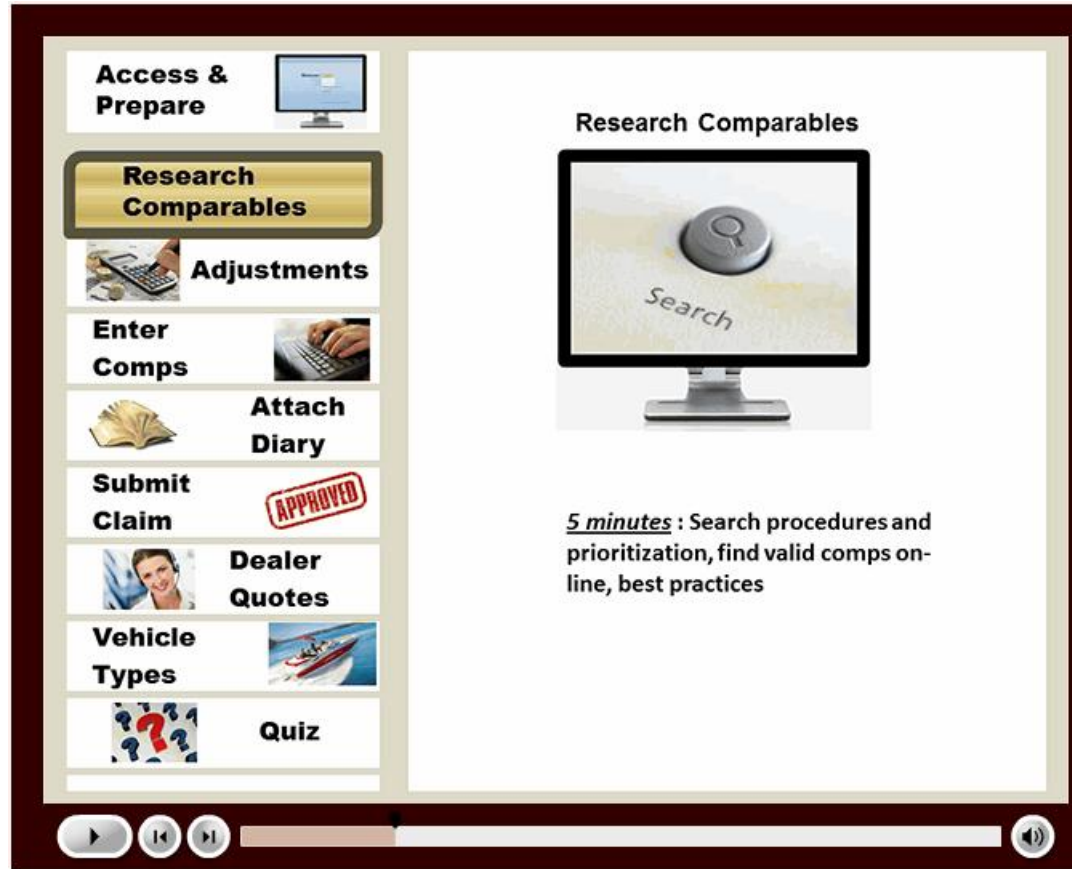 Access &
Prepare
Research
Comparables
Adjustments
Enter
Comps
Attach
Diary
Submit
Claim
APPROVED
Dealer
Quotes
Vehicle
Types
Quiz
Research Comparables
Search
5 minutes : Search procedures and
prioritization, find valid comps on-
line, best practices